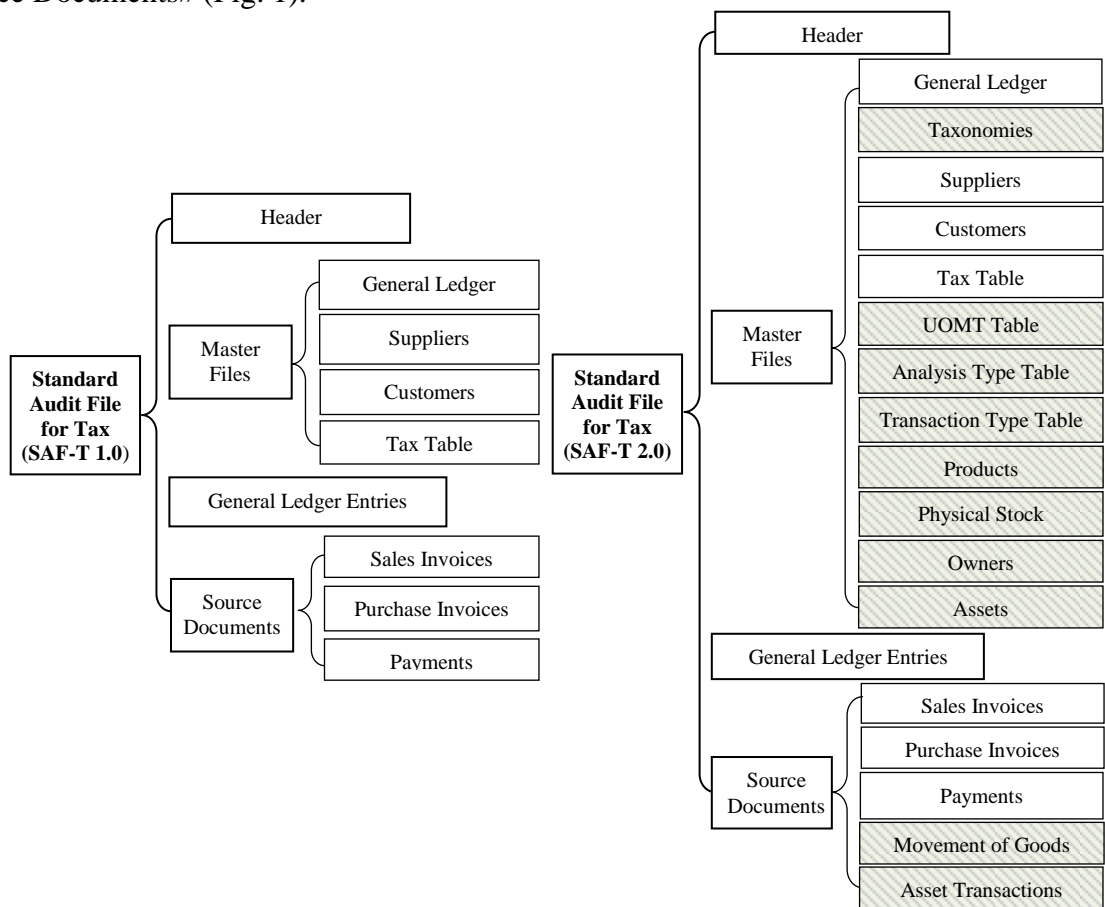 ce Documents» (Fig. 1).
Standard
Audit File
for Tax
(SAF-T 1.0)
Header
Master
Files
General Ledger
Suppliers
Customers
Tax Table
General Ledger Entries
Source
Documents
Sales Invoices
Purchase Invoices
Payments
Standard
Audit File
for Tax
(SAF-T 2.0)
Header
Master
Files
General Ledger
Taxonomies
Suppliers
Customers
Tax Table
UOMT Table
Analysis Type Table
Transaction Type Table
Products
Physical Stock
Owners
Assets
General Ledger Entries
Source
Documents
Sales Invoices
Purchase Invoices
Payments
Movement of Goods
Asset Transactions